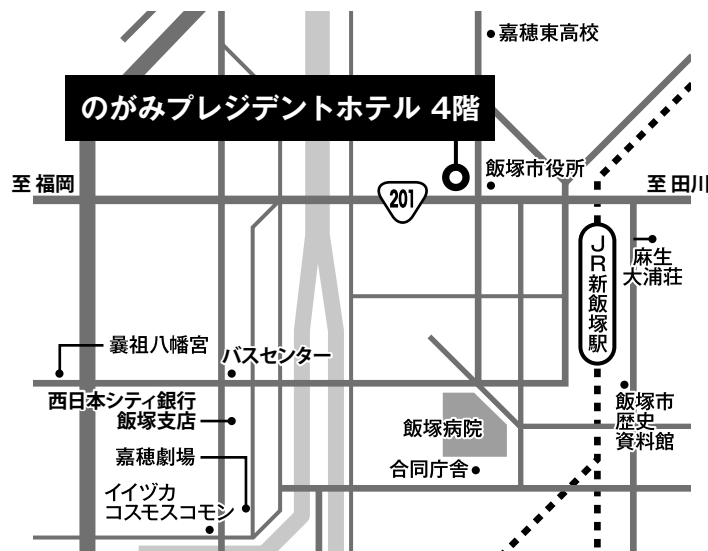 嘉穂東高校
のがみプレジデントホテル 4階
飯塚市役所
至 福岡
至 田川
201
JR新飯塚駅
麻生
大浦荘
曩祖八幡宮
バスセンター
西日本シティ銀行
飯塚支店
飯塚市
歴史
資料館
飯塚病院
嘉穂劇場
合同庁舎
イイヅカ
コスモスコモン